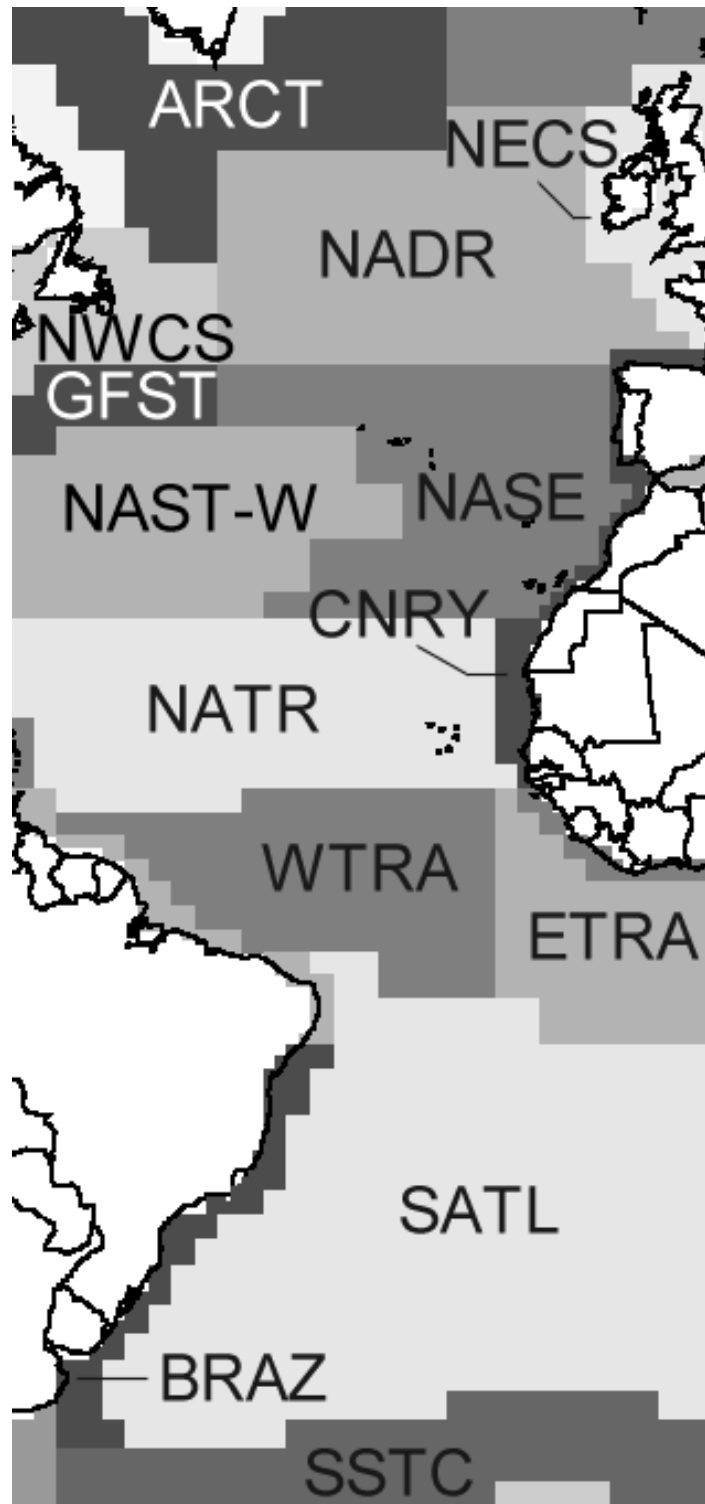 ARCT
NECS
NADR
NWCS
GFST
NAST-W
NASE
CNRY
NATR
WTRA
ETRA
SATL
BRAZ
SSTC